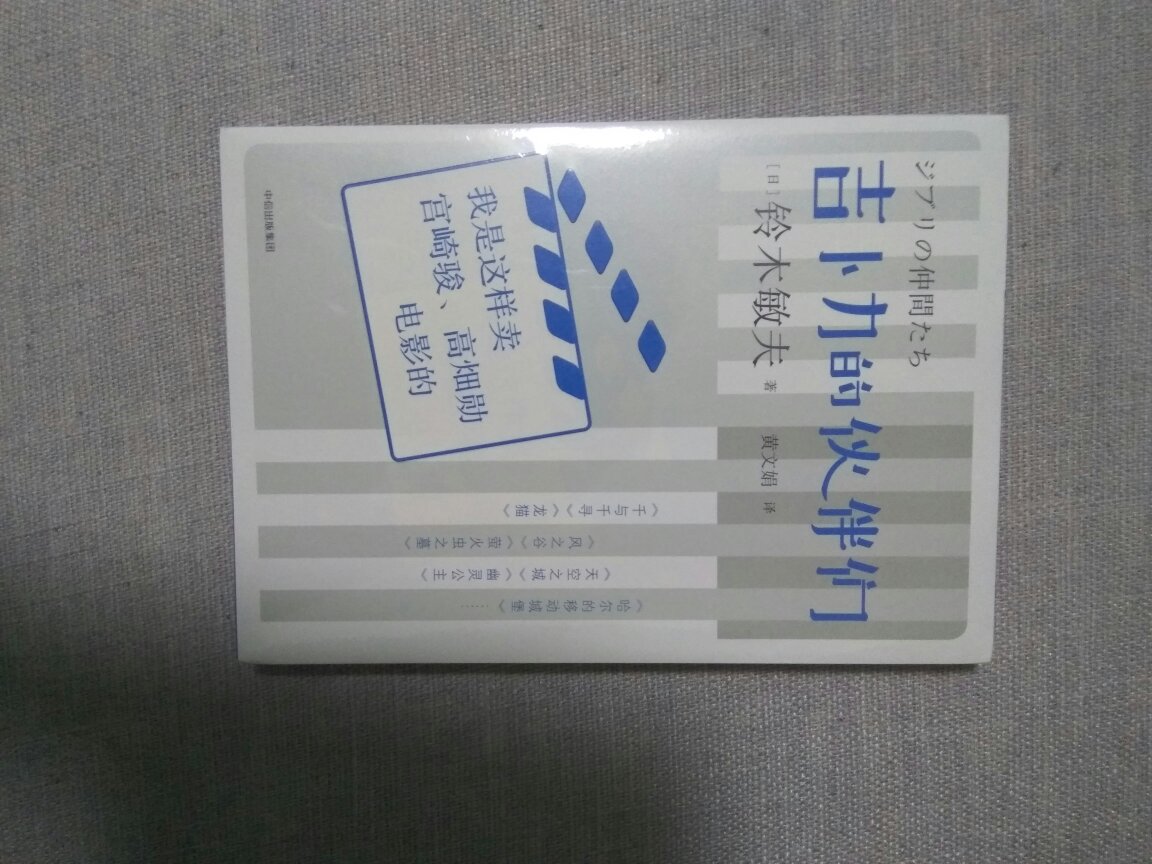 ジブリの仲間たち
吉卜力的伙伴们
[日] 铃木敏夫 著 黄文娟 译
我是这样卖
宫崎骏、高畑勋
电影的
《千与千寻》《龙猫》
《风之谷》《萤火虫之墓》
《天空之城》《幽灵公主》
《哈尔的移动城堡》……
中信出版集团